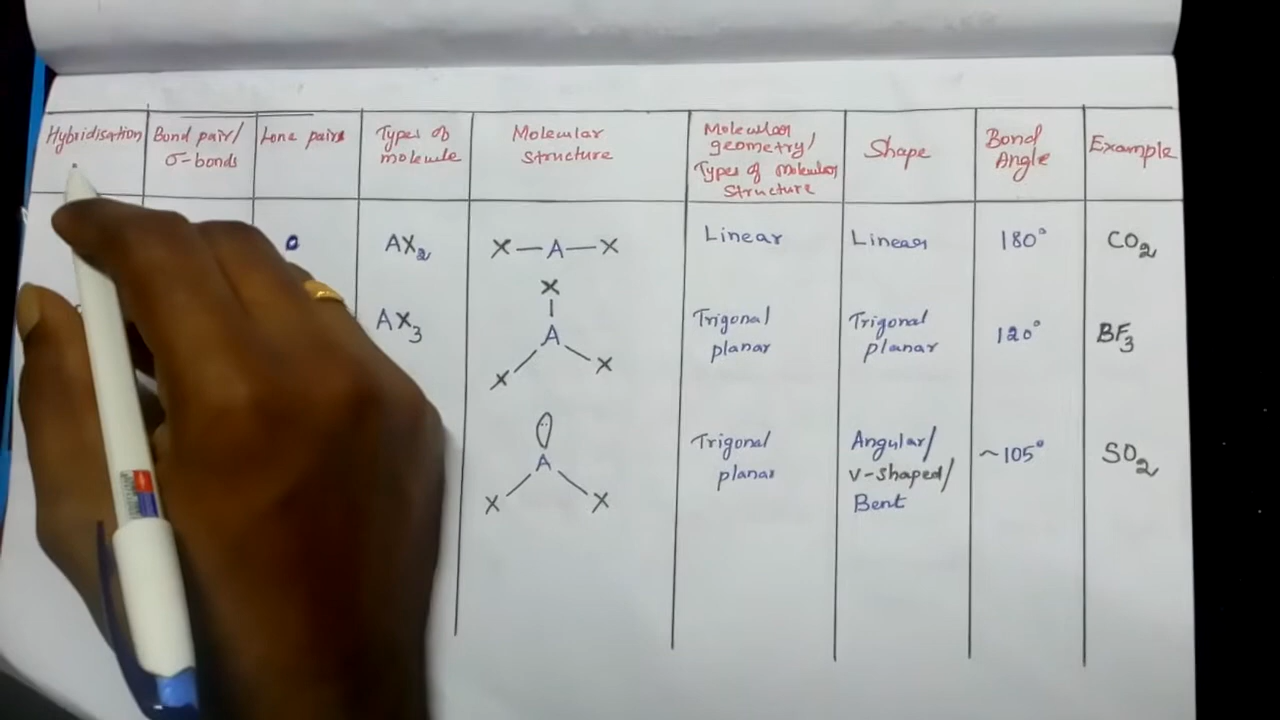 Hybridisation
Bond pair/
σ-bonds
Lone pairs
Types of
molecule
Molecular
Structure
Molecular
geometry/
Types of Molecular
Structure
Shape
Bond
Angle
Example
0
AX₂
X — A — X
Linear
Linear
180°
CO₂
AX₃
X
A
X
X
Trigonal
planar
Trigonal
planar
120°
BF₃
A
X
X
Trigonal
planar
Angular/
V-shaped/
Bent
~105°
SO₂